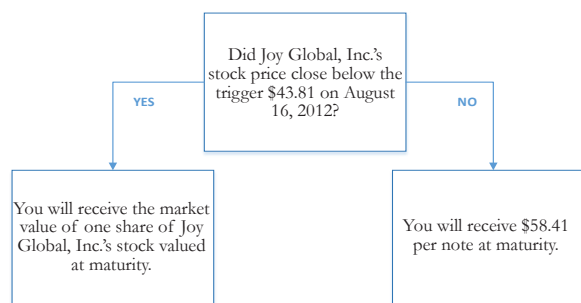 Did Joy Global, Inc.'s
stock price close below the
trigger $43.81 on August
16, 2012?
YES
NO
You will receive the market
value of one share of Joy
Global, Inc.'s stock valued
at maturity.
You will receive $58.41
per note at maturity.